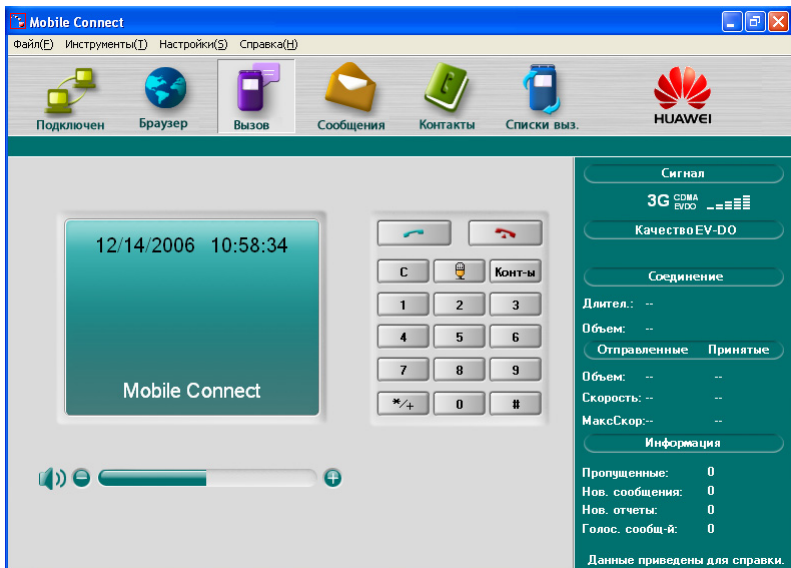 Mobile Connect
Файл(F) Инструменты(T) Настройки(S) Справка(H)
Подключен Браузер Вызов Сообщения Контакты Списки выз.
HUAWEI
Сигнал
3G CDMA EVDO
Качество EV-DO
12/14/2006 10:58:34
Mobile Connect
C Конт-ы
1 2 3
4 5 6
7 8 9
*/+ 0 #
Соединение
Длител.: --
Объем: --
Отправленные Принятые
Объем: -- --
Скорость: -- --
МаксСкор:-- --
Информация
Пропущенные: 0
Нов. сообщения: 0
Нов. отчеты: 0
Голос. сообщ-й: 0
Данные приведены для справки.